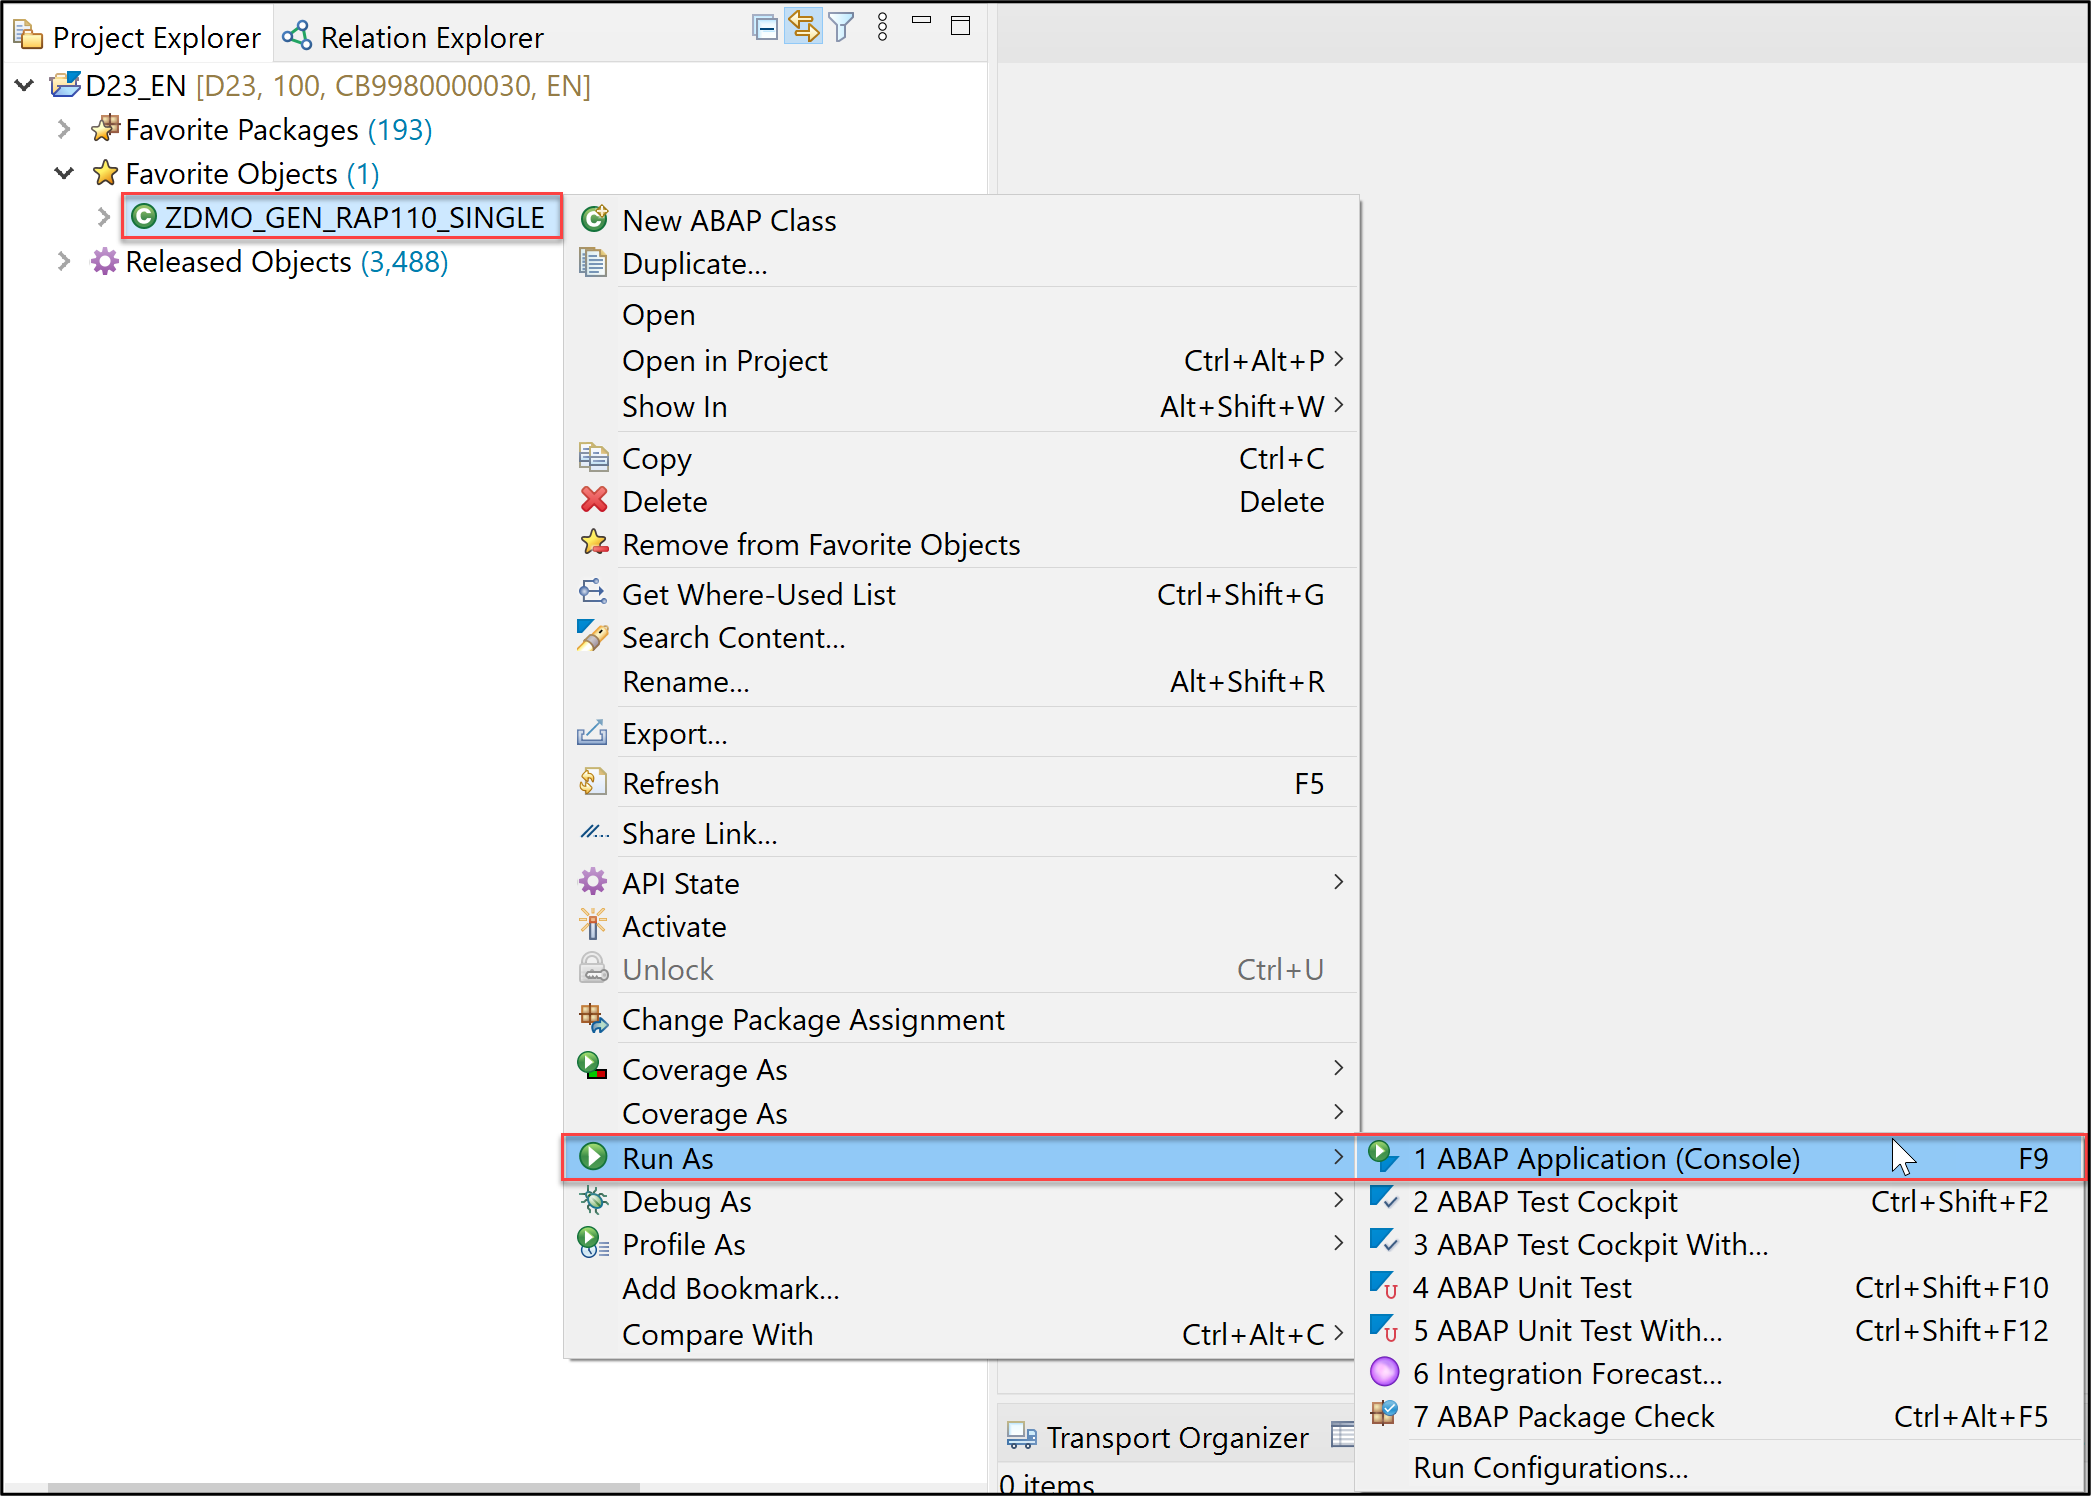 Project Explorer
Relation Explorer
D23_EN [D23, 100, CB9980000030, EN]
Favorite Packages (193)
Favorite Objects (1)
ZDMO_GEN_RAP110_SINGLE
Released Objects (3,488)
New ABAP Class
Duplicate...
Open
Open in Project Ctrl+Alt+P
Show In Alt+Shift+W
Copy Ctrl+C
Delete Delete
Remove from Favorite Objects
Get Where-Used List Ctrl+Shift+G
Search Content...
Rename... Alt+Shift+R
Export...
Refresh F5
Share Link...
API State
Activate
Unlock Ctrl+U
Change Package Assignment
Coverage As
Coverage As
Run As
Debug As
Profile As
Add Bookmark...
Compare With Ctrl+Alt+C
1 ABAP Application (Console) F9
2 ABAP Test Cockpit Ctrl+Shift+F2
3 ABAP Test Cockpit With...
4 ABAP Unit Test Ctrl+Shift+F10
5 ABAP Unit Test With... Ctrl+Shift+F12
6 Integration Forecast...
7 ABAP Package Check Ctrl+Alt+F5
Run Configurations...
Transport Organizer
0 items